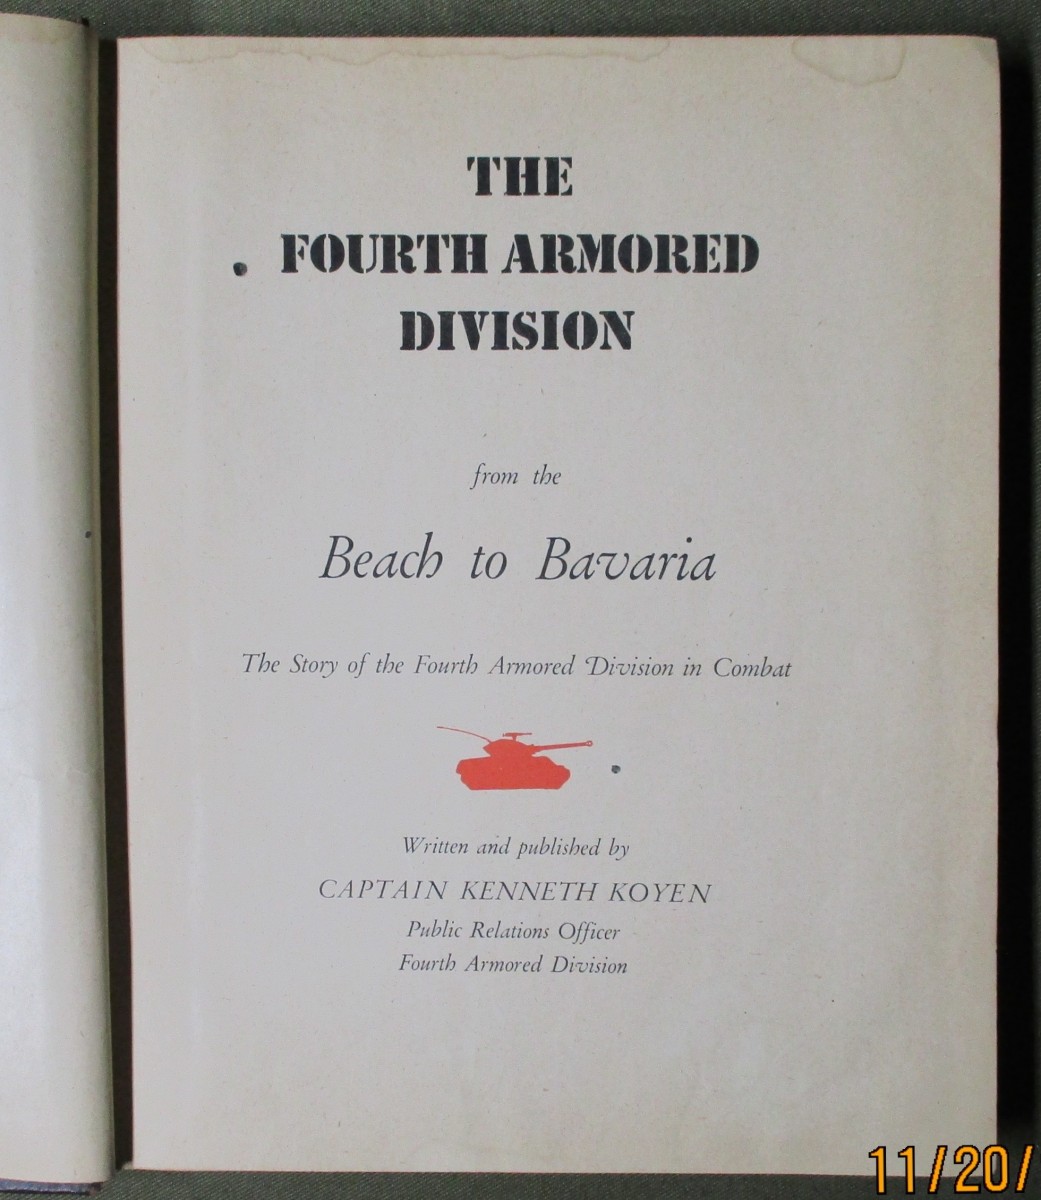 THE
FOURTH ARMORED
DIVISION
from the
Beach to Bavaria
The Story of the Fourth Armored Division in Combat
Written and published by
CAPTAIN KENNETH KOYEN
Public Relations Officer
Fourth Armored Division
11/20/